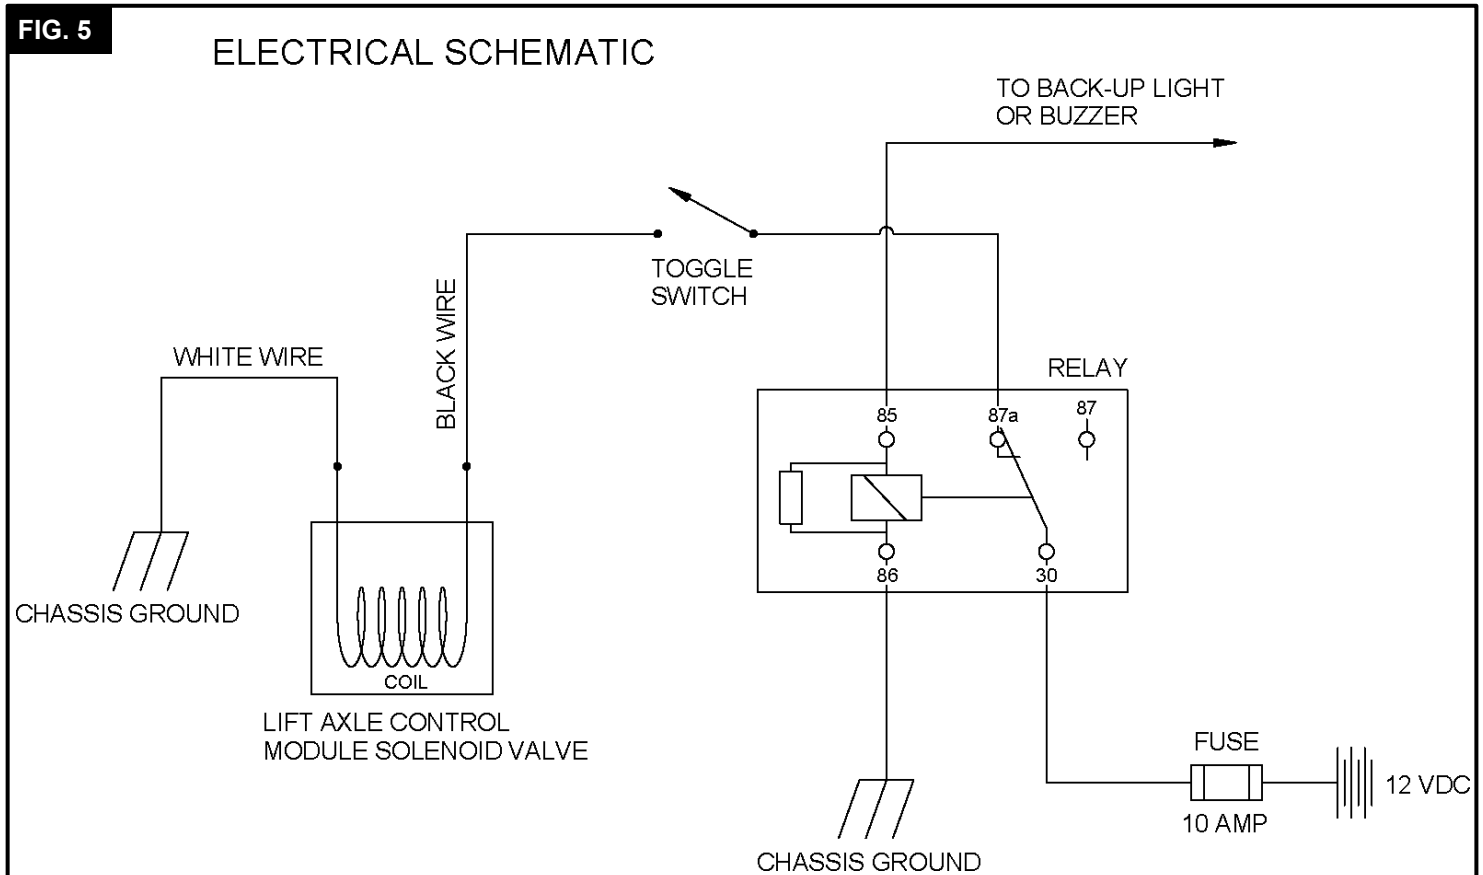 FIG. 5
ELECTRICAL SCHEMATIC
TO BACK-UP LIGHT
OR BUZZER
TOGGLE
SWITCH
BLACK WIRE
WHITE WIRE
RELAY
85
87a
87
86
30
CHASSIS GROUND
COIL
LIFT AXLE CONTROL
MODULE SOLENOID VALVE
FUSE
12 VDC
10 AMP
CHASSIS GROUND